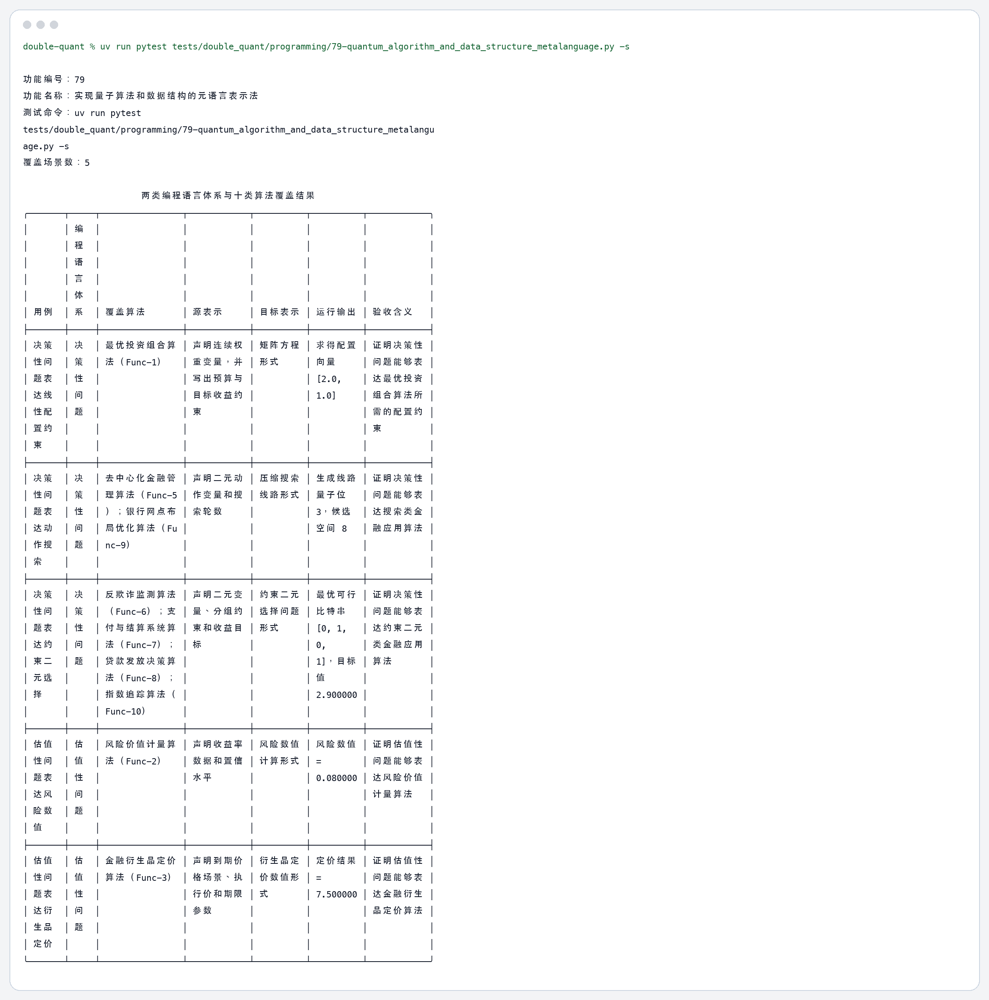 double-quant % uv run pytest tests/double_quant/programming/79-quantum_algorithm_and_data_structure_metalanguage.py -s
功能编号：79
功能名称：实现量子算法和数据结构的元语言表示法
测试命令：uv run pytest
tests/double_quant/programming/79-quantum_algorithm_and_data_structure_metalangu
age.py -s
覆盖场景数：5
两类编程语言体系与十类算法覆盖结果
编
程
语
言
体
用例 系 覆盖算法 源表示 目标表示 运行输出 验收含义
决策 决 最优投资组合算 声明连续权 矩阵方程 求得配置 证明决策性
性问 策 法（Func-1） 重变量，并 形式 向量 问题能够表
题表 性 写出预算与 [2.0, 达最优投资
达线 问 目标收益约 1.0] 组合算法所
性配 题 束 需的配置约
置约 束
束
决策 决 去中心化金融管 声明二元动 压缩搜索 生成线路 证明决策性
性问 策 理算法（Func-5 作变量和搜 线路形式 量子位 问题能够表
题表 性 ）；银行网点布 索轮数 3，候选 达搜索类金
达动 问 局优化算法（Fu 空间 8 融应用算法
作搜 题 nc-9）
索
决策 决 反欺诈监测算法 声明二元变 约束二元 最优可行 证明决策性
性问 策 （Func-6）；支 量、分组约 选择问题 比特串 问题能够表
题表 性 付与结算系统算 束和收益目 形式 [0, 1, 达约束二元
达约 问 法（Func-7）； 标 0, 类金融应用
束二 题 贷款发放决策算 1]，目标 算法
元选 法（Func-8）； 值
择 指数追踪算法（ 2.900000
Func-10）
估值 估 风险价值计量算 声明收益率 风险数值 风险数值 证明估值性
性问 值 法（Func-2） 数据和置信 计算形式 = 问题能够表
题表 性 水平 0.080000 达风险价值
达风 问 计量算法
险数 题
值
估值 估 金融衍生品定价 声明到期价 衍生品定 定价结果 证明估值性
性问 值 算法（Func-3） 格场景、执 价数值形 = 问题能够表
题表 性 行价和期限 式 7.500000 达金融衍生
达衍 问 参数 品定价算法
生品 题
定价